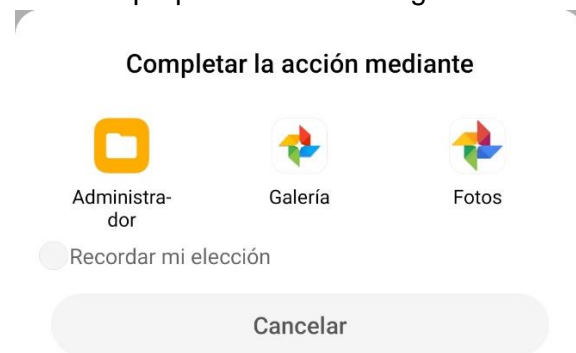 Completar la acción mediante
Administra-
dor
Galería
Fotos
Recordar mi elección
Cancelar